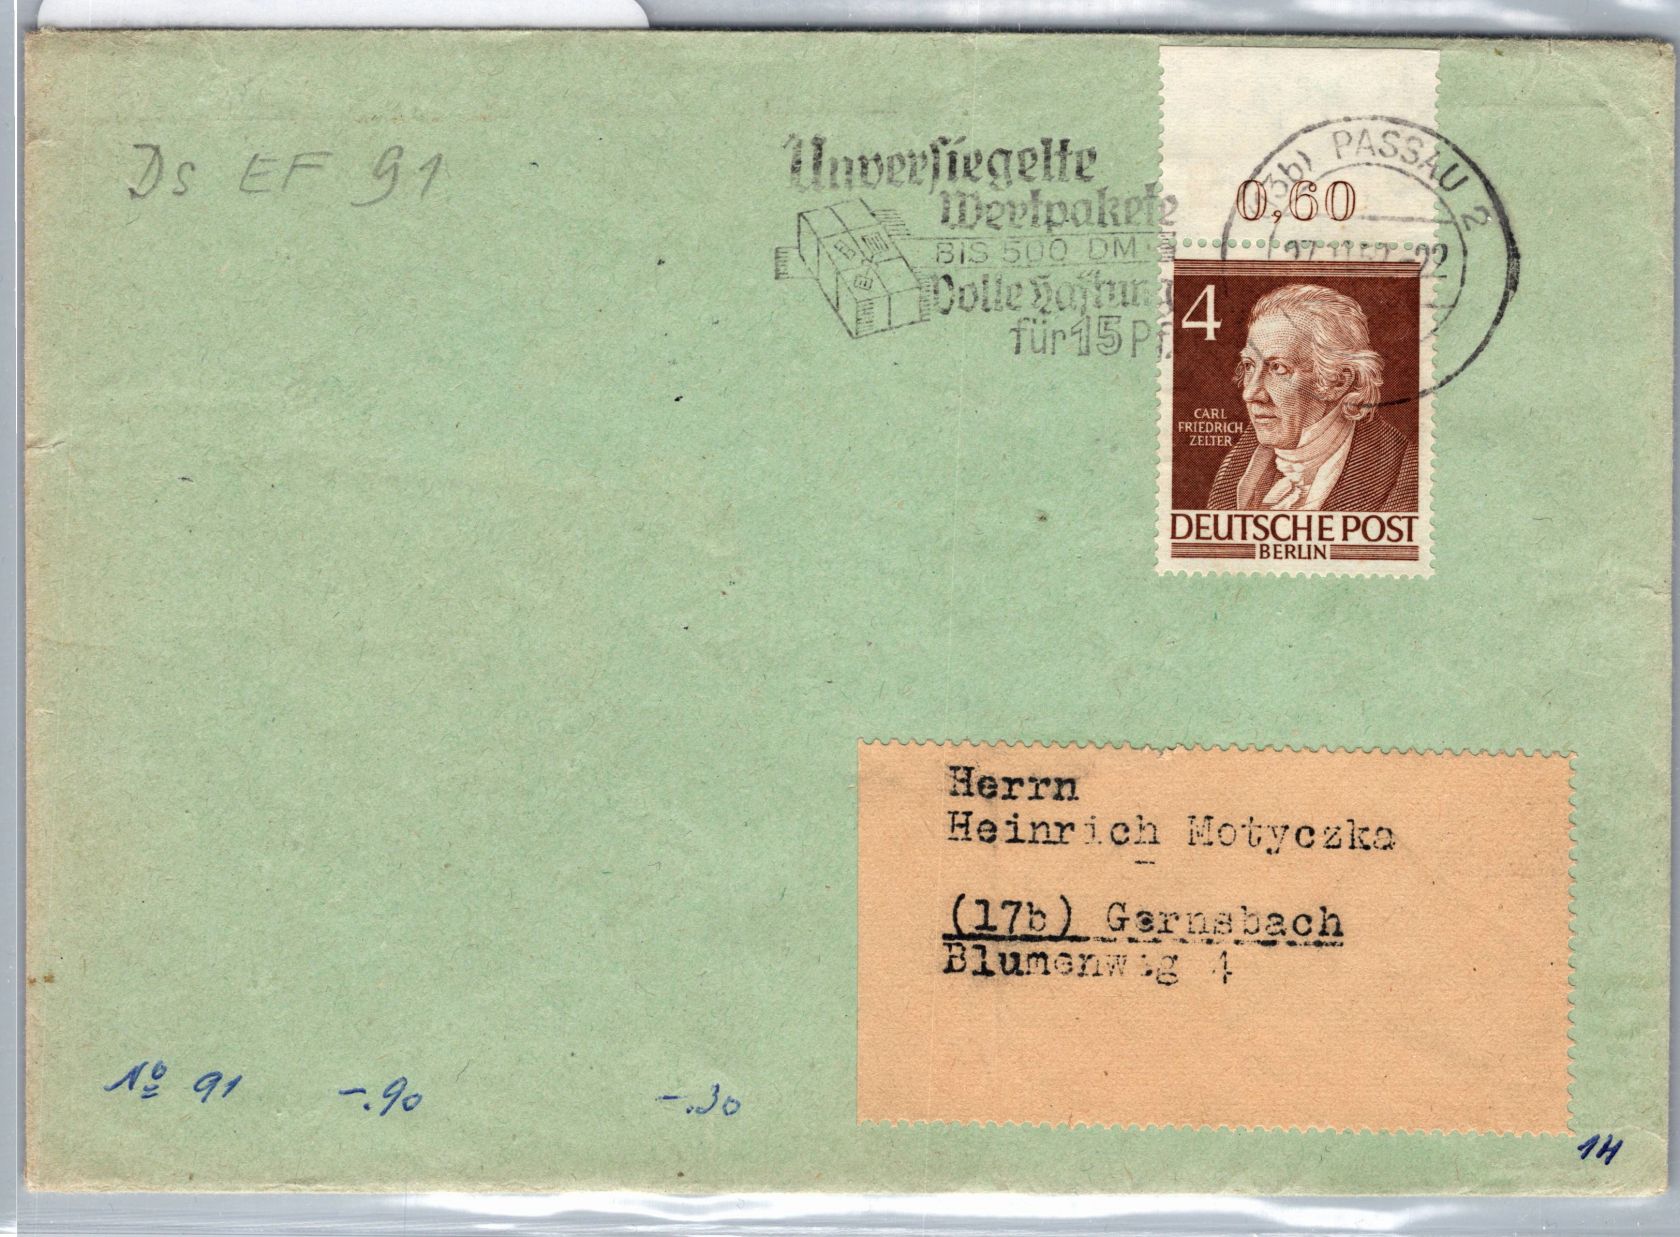 Ds EF 91
Unversiegelte
Wertpakete
BIS 500 DM
Volle Haftung
für 15 Pf.
PASSAU 2
0,60
4
CARL
FRIEDRICH
ZELTER
DEUTSCHE POST
BERLIN
Herrn
Heinrich Motyczka
(17b) Gernsbach
Blumenweg 4
No 91 -.90 -.30
14